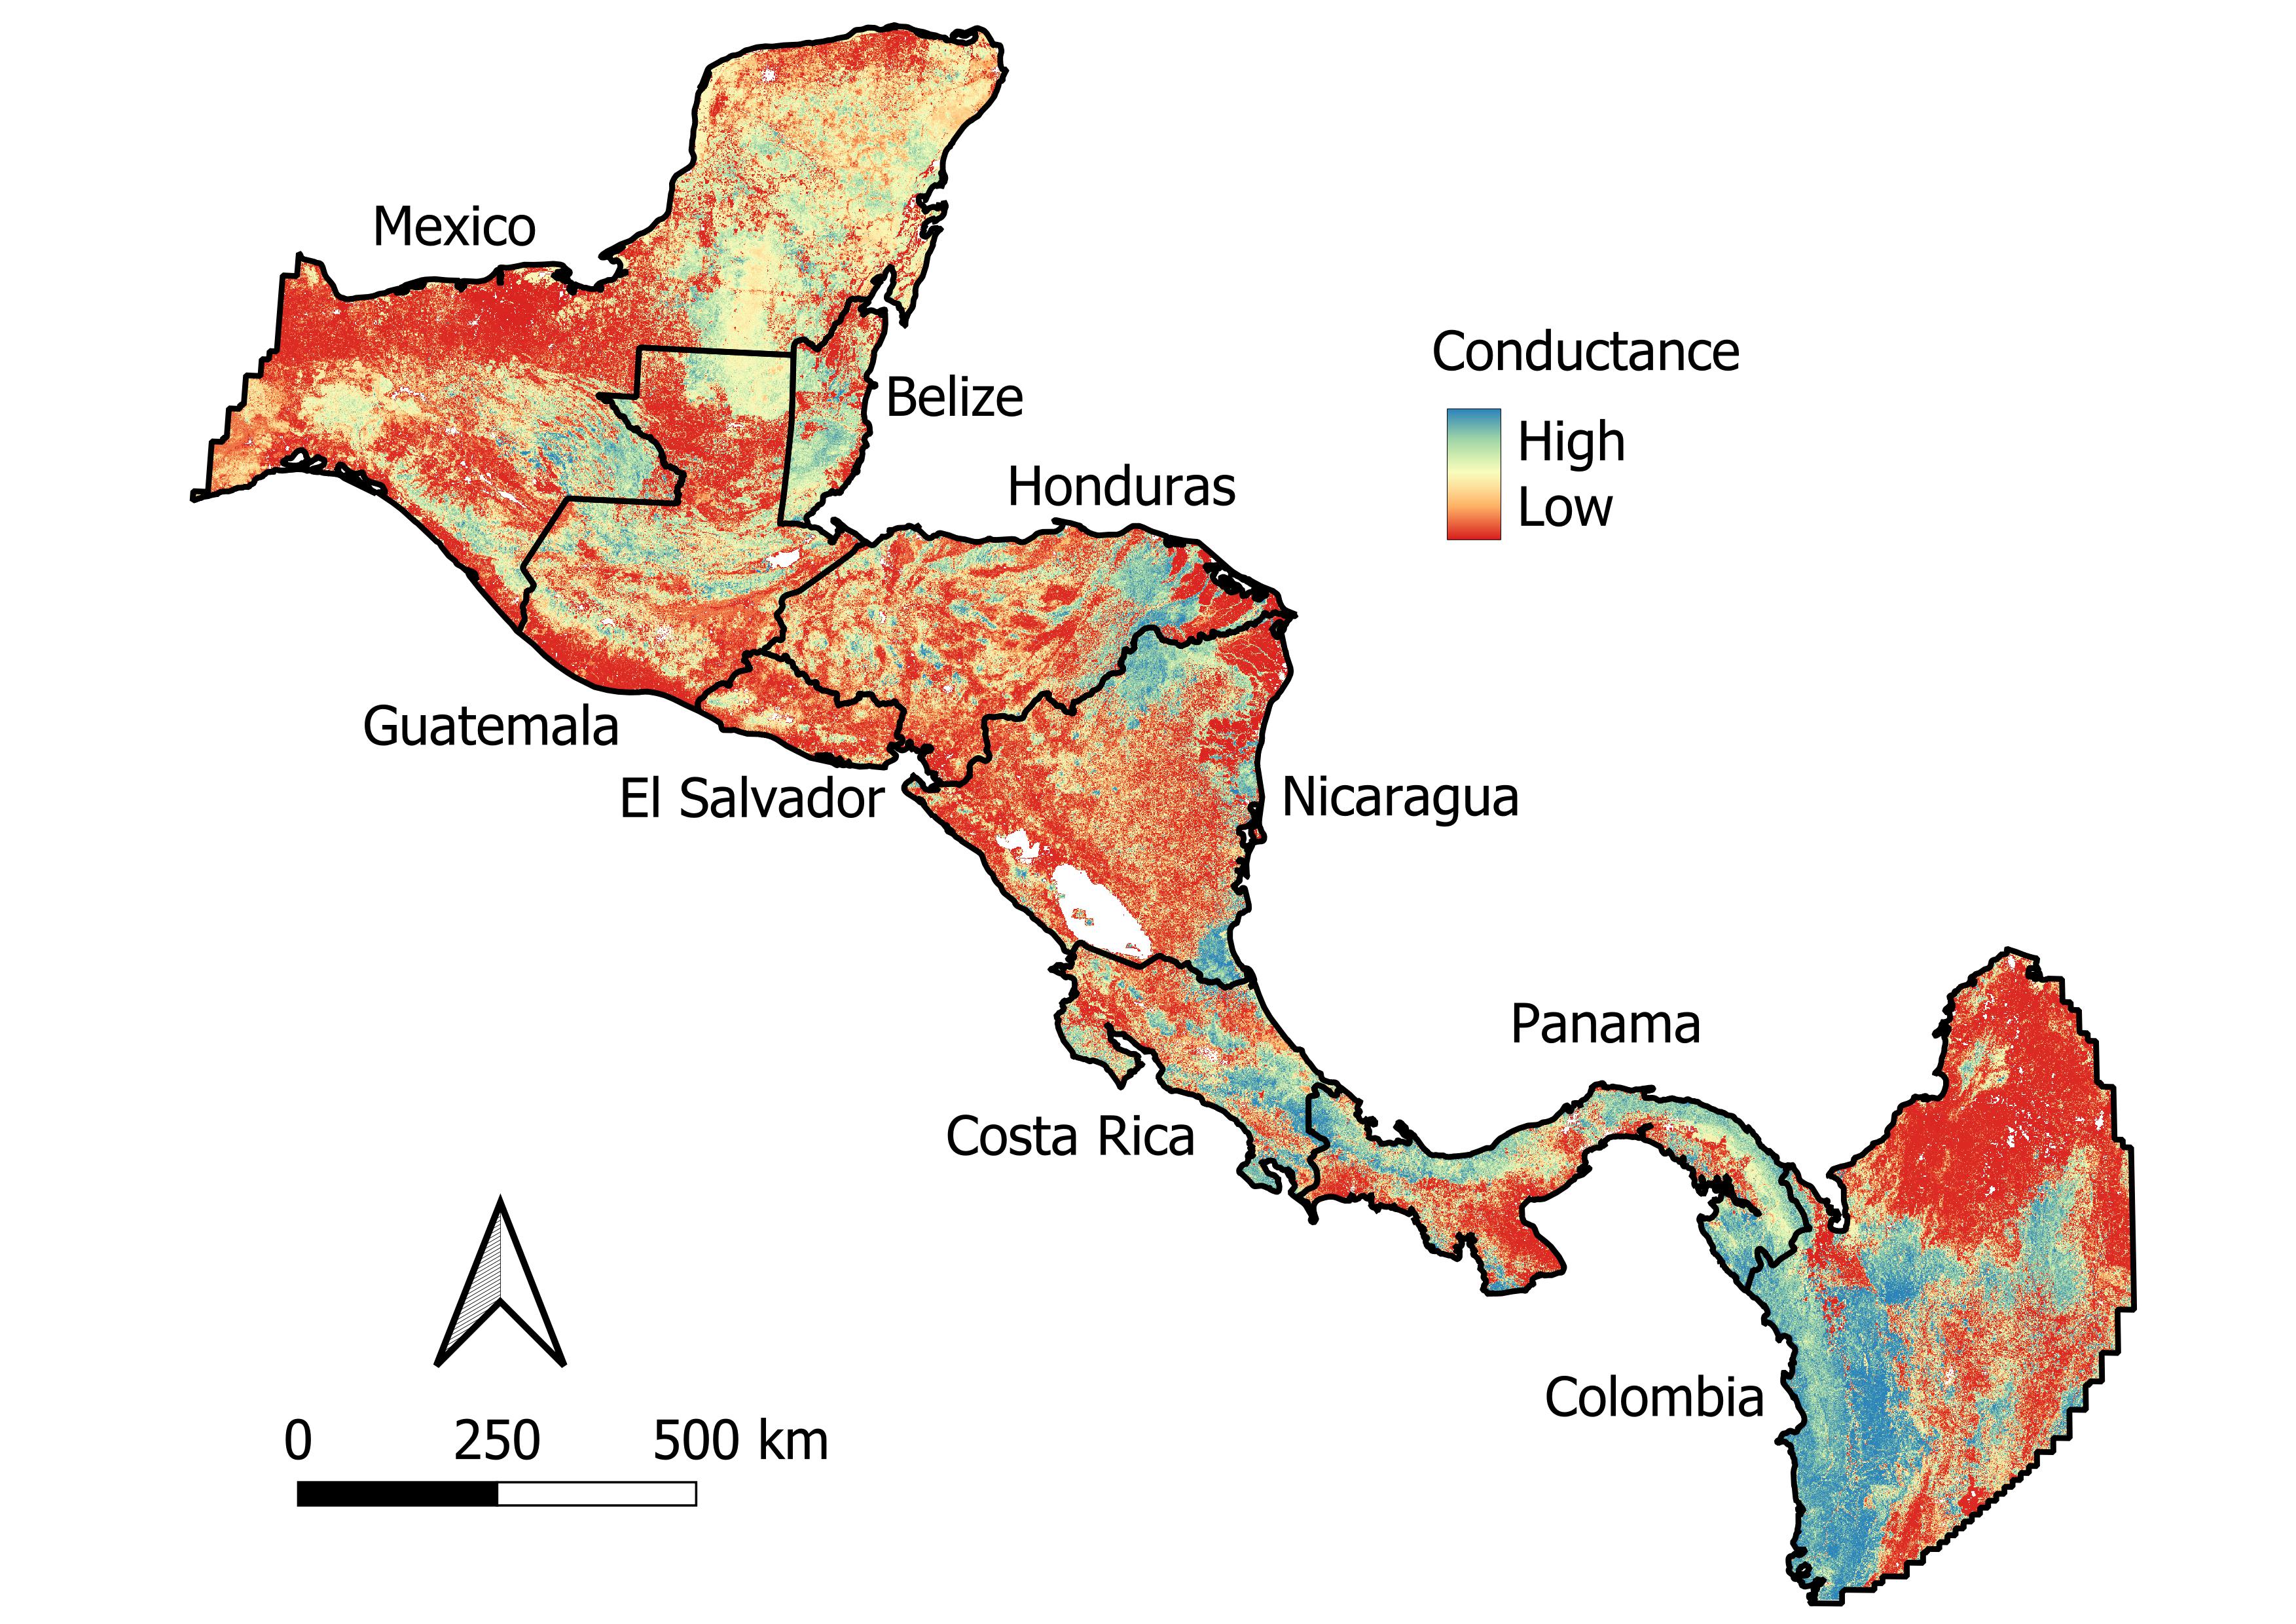 Mexico
Conductance
High
Low
Belize
Honduras
Guatemala
El Salvador
Nicaragua
Panama
Costa Rica
Colombia
0 250 500 km